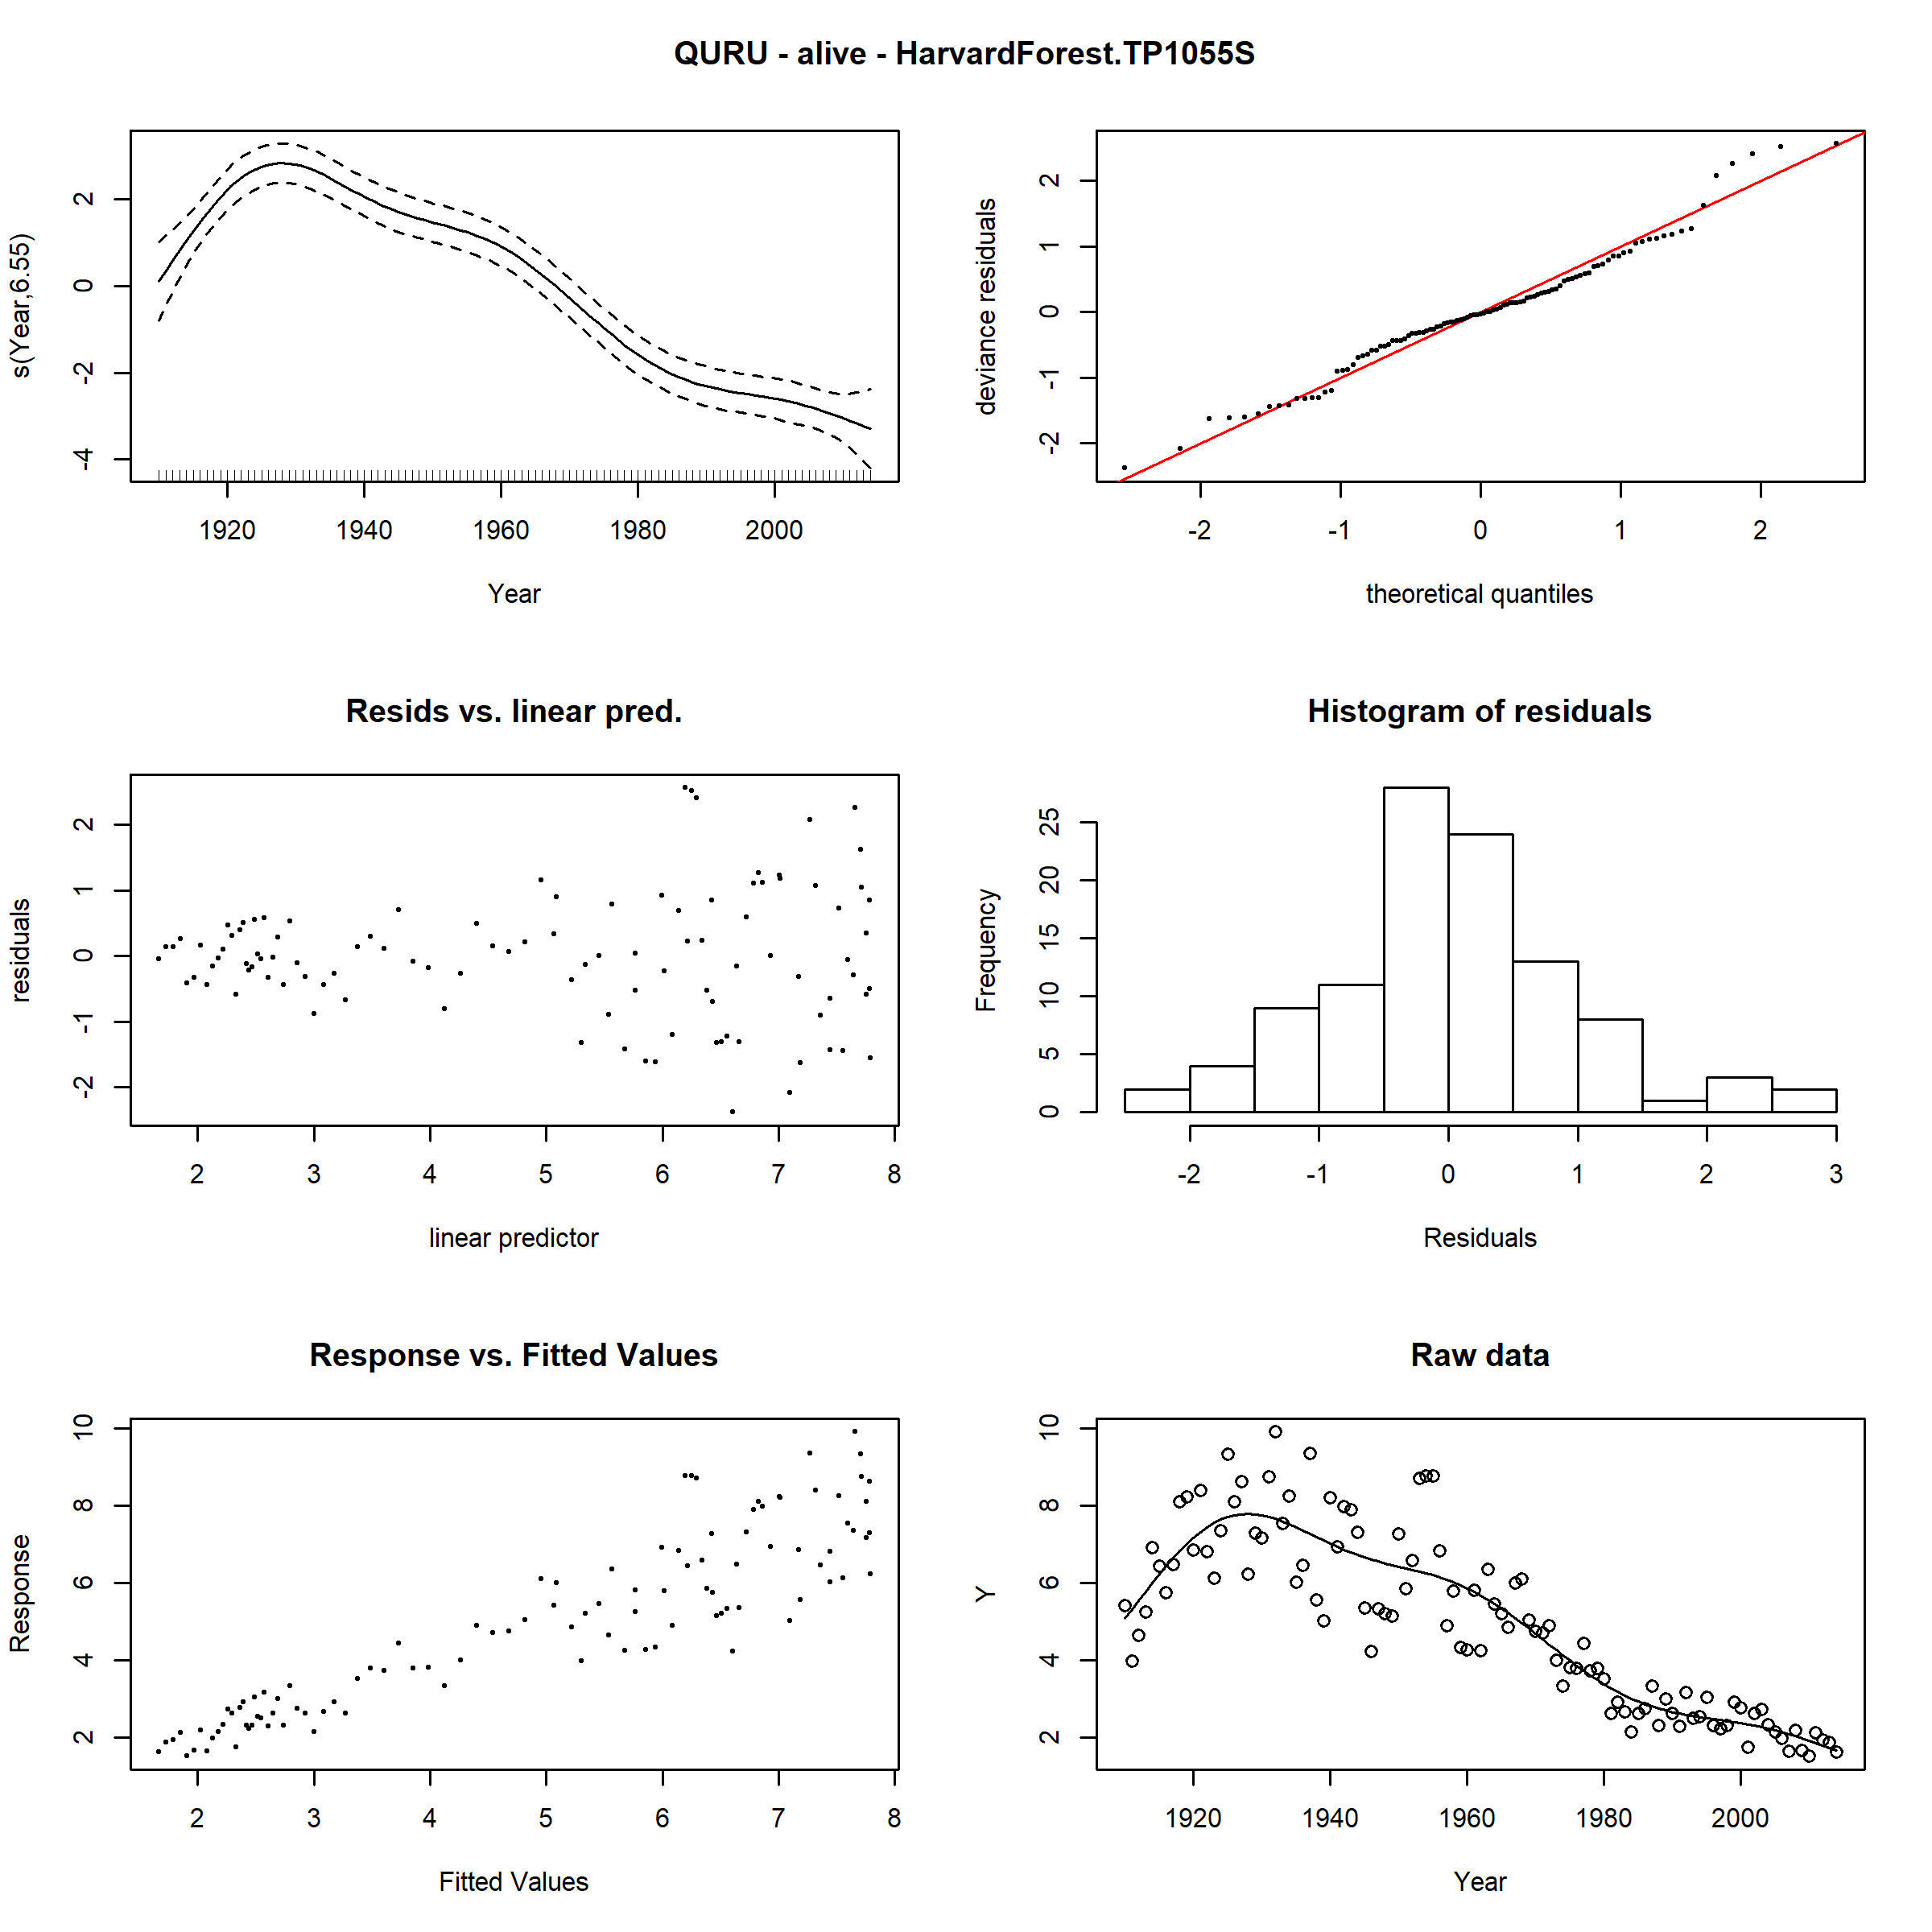 QURU - alive - HarvardForest.TP1055S
s(Year,6.55)
2
0
-2
-4
1920 1940 1960 1980 2000
Year
deviance residuals
2
1
0
-1
-2
-2 -1 0 1 2
theoretical quantiles
Resids vs. linear pred.
residuals
2
1
0
-1
-2
2 3 4 5 6 7 8
linear predictor
Histogram of residuals
Frequency
25
20
15
10
5
0
-2 -1 0 1 2 3
Residuals
Response vs. Fitted Values
Response
10
8
6
4
2
2 3 4 5 6 7 8
Fitted Values
Raw data
Y
10
8
6
4
2
1920 1940 1960 1980 2000
Year